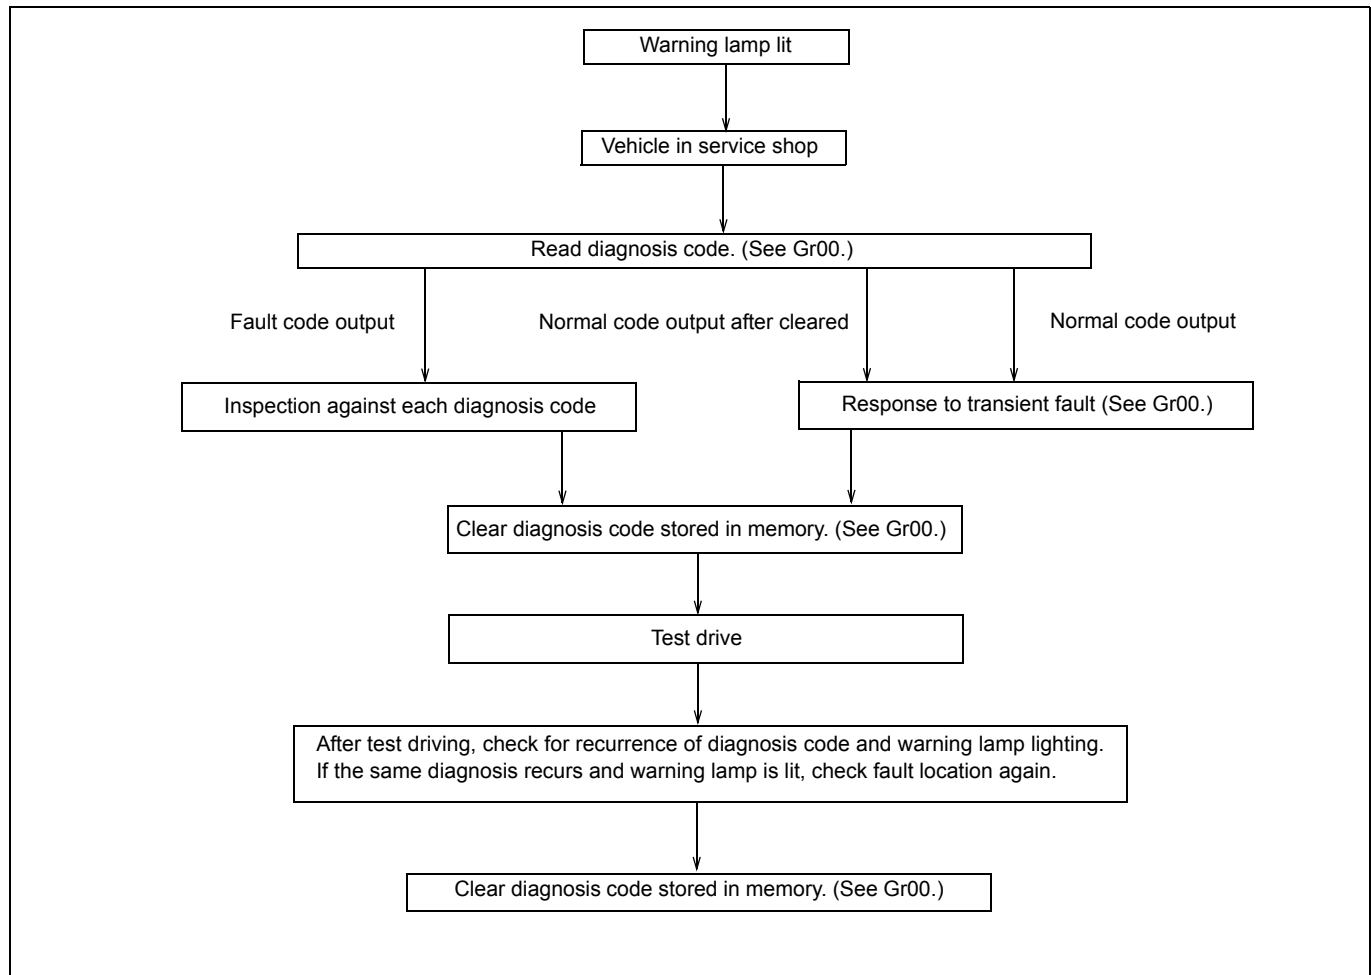 Warning lamp lit
Vehicle in service shop
Read diagnosis code. (See Gr00.)
Fault code output
Normal code output after cleared
Normal code output
Inspection against each diagnosis code
Response to transient fault (See Gr00.)
Clear diagnosis code stored in memory. (See Gr00.)
Test drive
After test driving, check for recurrence of diagnosis code and warning lamp lighting.
If the same diagnosis recurs and warning lamp is lit, check fault location again.
Clear diagnosis code stored in memory. (See Gr00.)